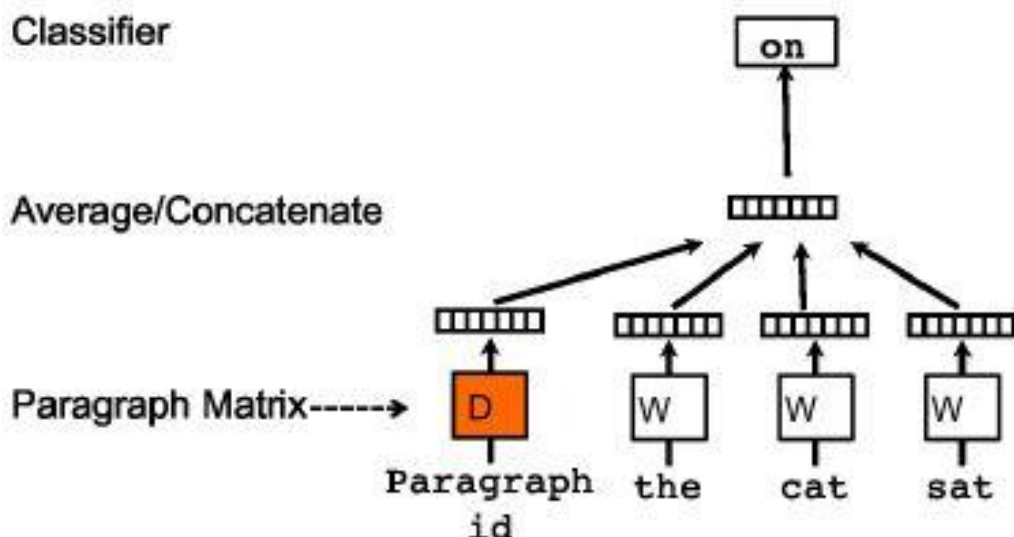 Classifier
on
Average/Concatenate
Paragraph Matrix----->
D
W
W
W
Paragraph
id
the
cat
sat